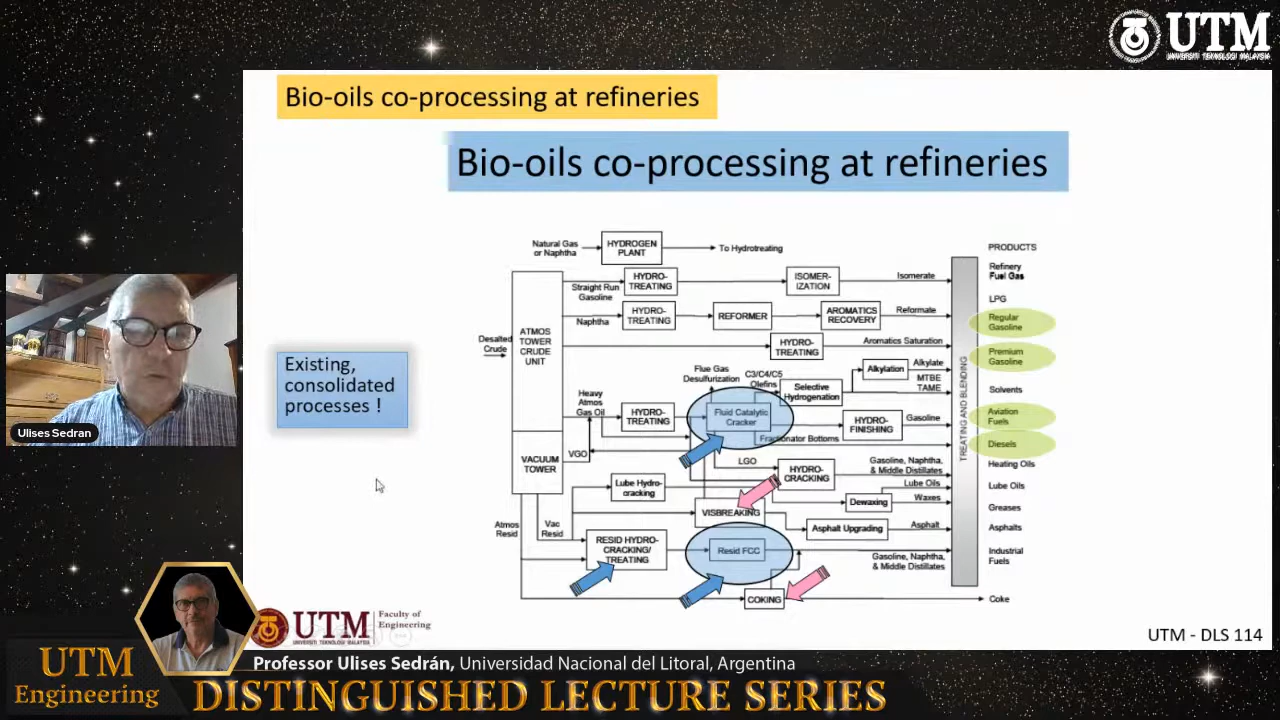 UTM
UNIVERSITI TEKNOLOGI MALAYSIA
Bio-oils co-processing at refineries
Bio-oils co-processing at refineries
Existing,
consolidated
processes !
Natural Gas
or Naphtha
HYDROGEN
PLANT
To Hydrotreating
PRODUCTS
Straight Run
Gasoline
HYDRO-
TREATING
ISOMER-
IZATION
Isomerate
Refinery
Fuel Gas
LPG
Naphtha
HYDRO-
TREATING
REFORMER
AROMATICS
RECOVERY
Reformate
Regular
Gasoline
Desalted
Crude
ATMOS
TOWER
CRUDE
UNIT
HYDRO-
TREATING
Aromatics Saturation
Premium
Gasoline
Flue Gas
Desulfurization
C3/C4/C5
Olefins
Selective
Hydrogenation
Alkylation
Alkylate
MTBE
TAME
Solvents
Heavy
Atmos
Gas Oil
HYDRO-
TREATING
Fluid Catalytic
Cracker
HYDRO-
FINISHING
Gasoline
Aviation
Fuels
Fractionator Bottoms
TREATING AND BLENDING
Diesels
VACUUM
TOWER
VGO
LGO
HYDRO-
CRACKING
Gasoline, Naphtha,
& Middle Distillates
Heating Oils
Lube Hydro-
cracking
Lube Oils
Lube Oils
Dewaxing
Waxes
Greases
VISBREAKING
Atmos
Resid
Vac
Resid
Asphalt Upgrading
Asphalt
Asphalts
RESID HYDRO-
CRACKING/
TREATING
Resid FCC
Gasoline, Naphtha,
& Middle Distillates
Industrial
Fuels
COKING
Coke
Ulises Sedran
UTM
UNIVERSITI TEKNOLOGI MALAYSIA
Faculty of
Engineering
UTM - DLS 114
Professor Ulises Sedrán, Universidad Nacional del Litoral, Argentina
UTM
Engineering
DISTINGUISHED LECTURE SERIES